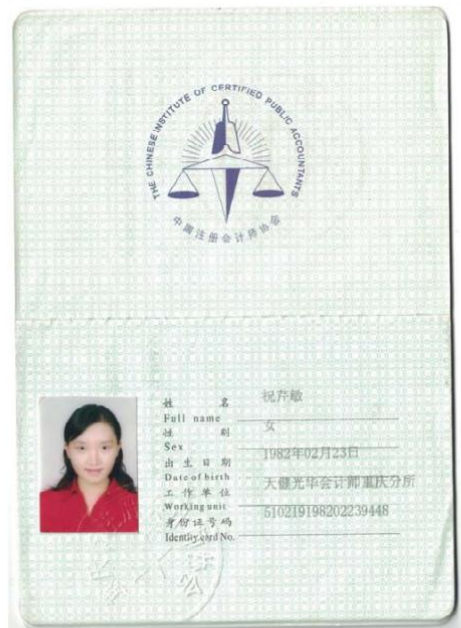 THE CHINESE INSTITUTE OF CERTIFIED PUBLIC ACCOUNTANTS
中国注册会计师协会
姓 名 祝芹敏
Full name
性 别 女
Sex
出生日期 1982年02月23日
Date of birth
工作单位 天健光华会计师重庆分所
Working unit
身份证号码 510219198202239448
Identity card No.